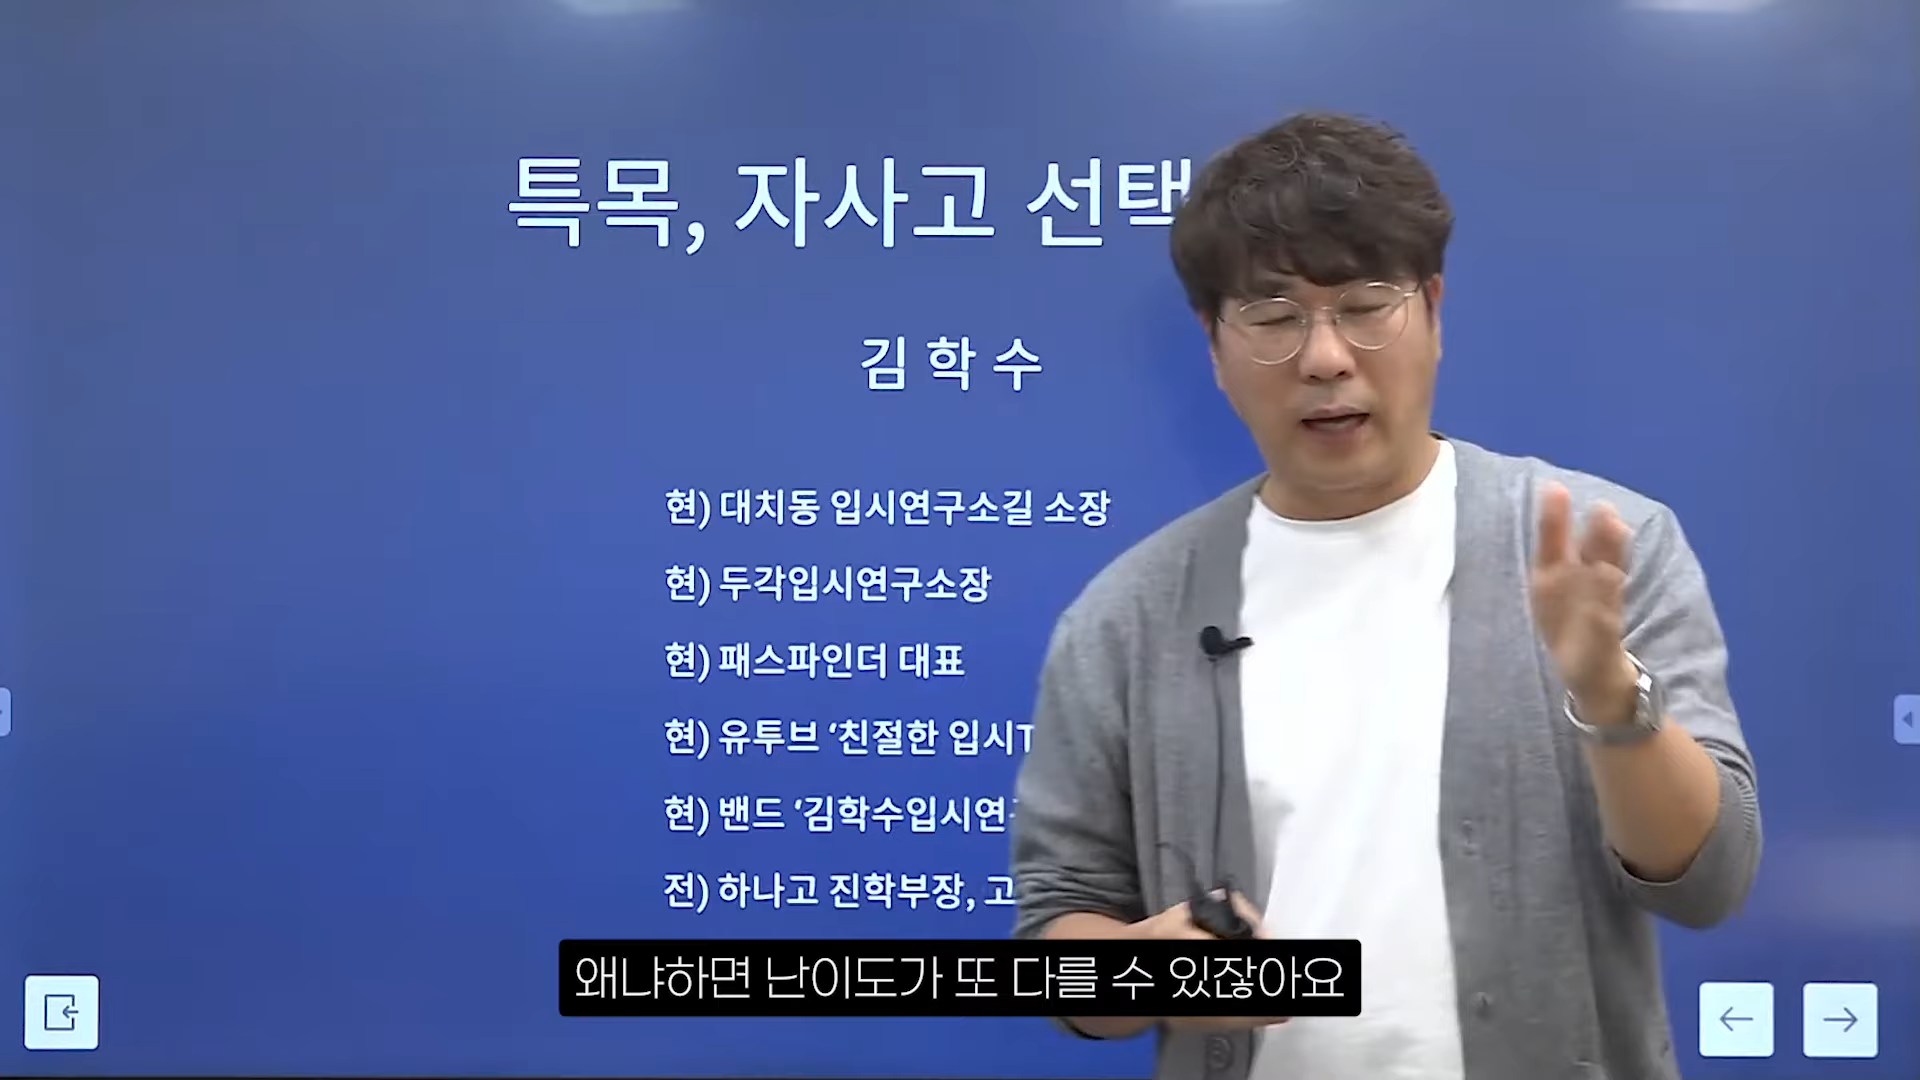 특목, 자사고 선택
김 학 수
현) 대치동 입시연구소길 소장
현) 두각입시연구소장
현) 패스파인더 대표
현) 유투브 ‘친절한 입시T
현) 밴드 ‘김학수입시연
전) 하나고 진학부장, 고
왜냐하면 난이도가 또 다를 수 있잖아요